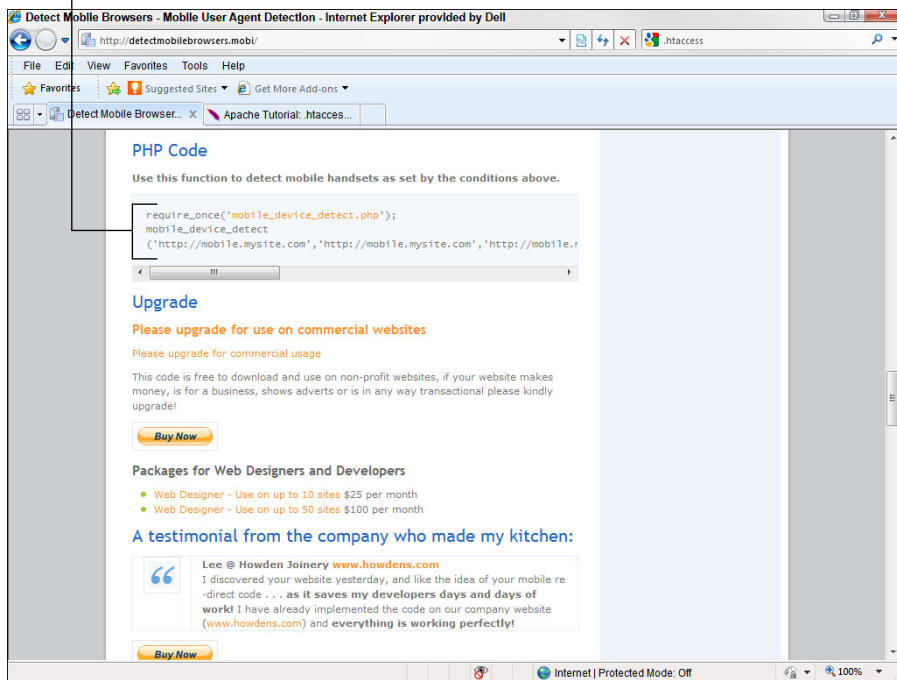 Detect Mobile Browsers - Mobile User Agent Detection - Internet Explorer provided by Dell
http://detectmobilebrowsers.mobi/
.htaccess
File Edit View Favorites Tools Help
Favorites Suggested Sites Get More Add-ons
Detect Mobile Browser... Apache Tutorial: .htacces...
PHP Code
Use this function to detect mobile handsets as set by the conditions above.
require_once('mobile_device_detect.php');
mobile_device_detect
('http://mobile.mysite.com','http://mobile.mysite.com','http://mobile.
Upgrade
Please upgrade for use on commercial websites
Please upgrade for commercial usage
This code is free to download and use on non-profit websites, if your website makes
money, is for a business, shows adverts or is in any way transactional please kindly
upgrade!
Buy Now
Packages for Web Designers and Developers
Web Designer - Use on up to 10 sites $25 per month
Web Designer - Use on up to 50 sites $100 per month
A testimonial from the company who made my kitchen:
Lee @ Howden Joinery www.howdens.com
I discovered your website yesterday, and like the idea of your mobile re
-direct code . . . as it saves my developers days and days of
work! I have already implemented the code on our company website
(www.howdens.com) and everything is working perfectly!
Buy Now
Internet | Protected Mode: Off
100%